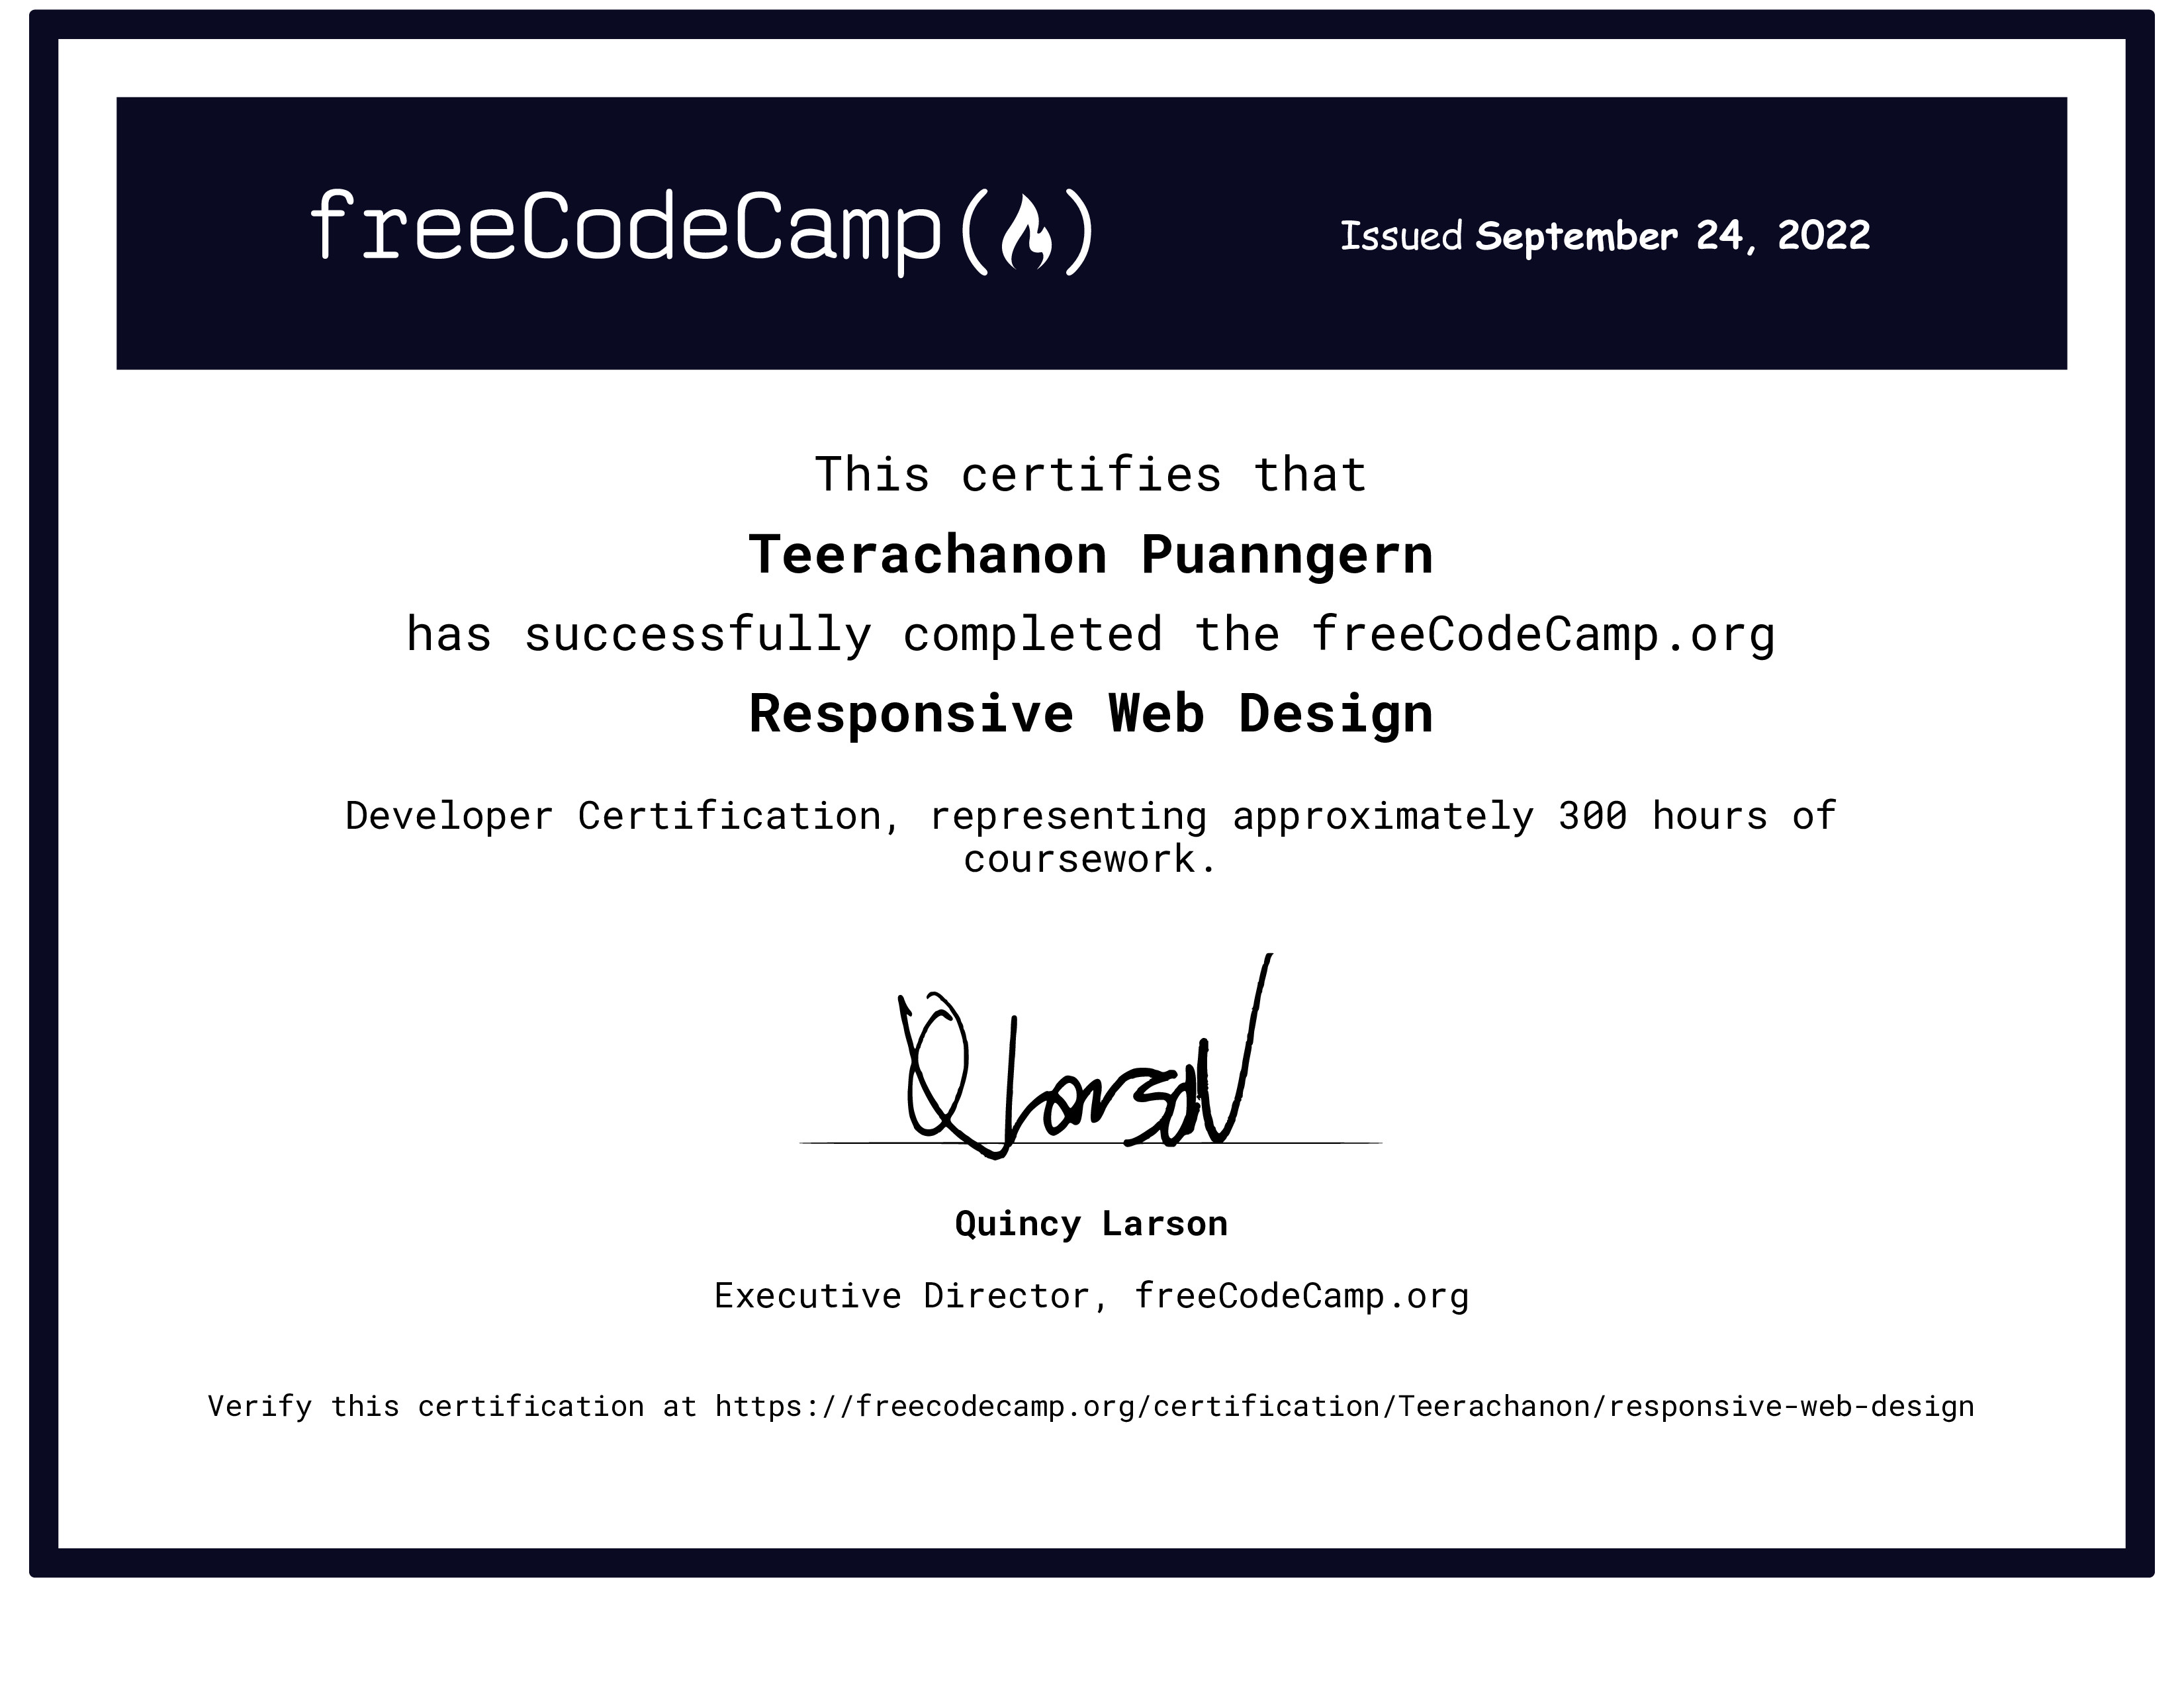 freeCodeCamp(🔥)
Issued September 24, 2022
This certifies that
Teerachanon Puanngern
has successfully completed the freeCodeCamp.org
Responsive Web Design
Developer Certification, representing approximately 300 hours of
coursework.
Q Larson
Quincy Larson
Executive Director, freeCodeCamp.org
Verify this certification at https://freecodecamp.org/certification/Teerachanon/responsive-web-design